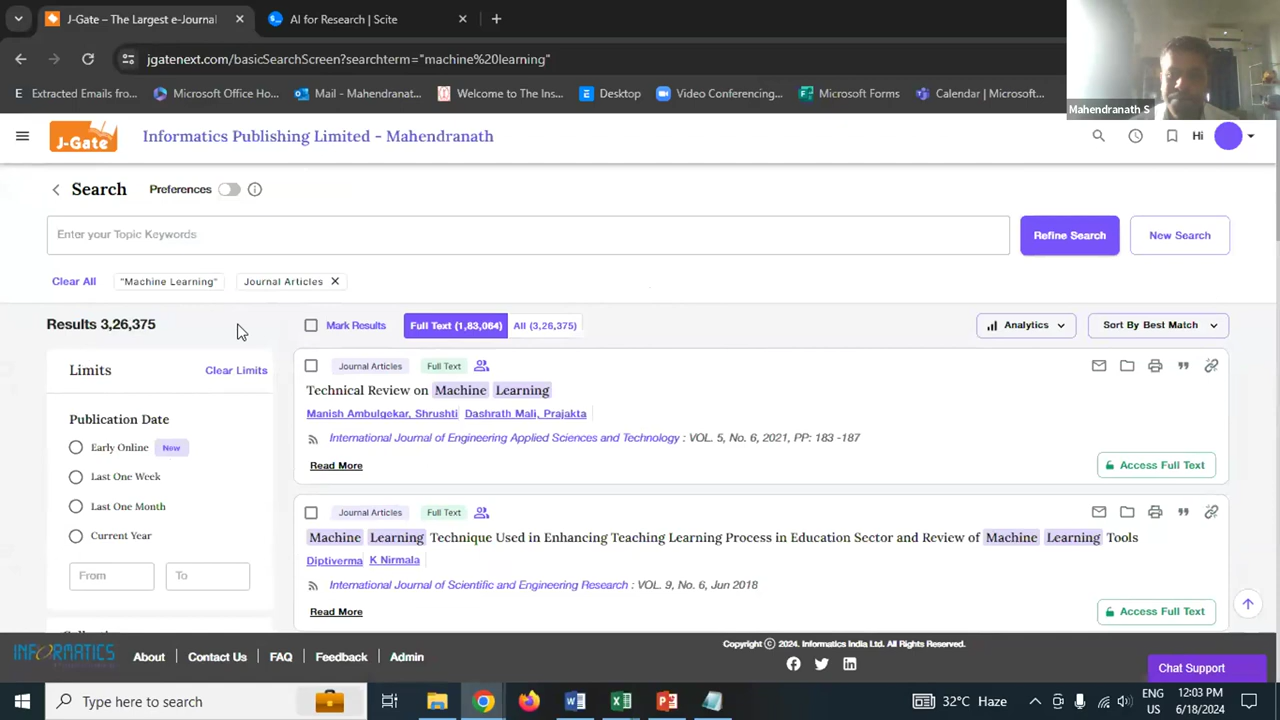 J-Gate – The Largest e-Journal
AI for Research | Scite
jgatenext.com/basicSearchScreen?searchterm="machine%20learning"
Extracted Emails fro...
Microsoft Office Ho...
Mail - Mahendranat...
Welcome to The Ins...
Desktop
Video Conferencing...
Microsoft Forms
Calendar | Microsoft...
Mahendranath S
J-Gate
Informatics Publishing Limited - Mahendranath
Hi
Search
Preferences
Enter your Topic Keywords
Refine Search
New Search
Clear All
"Machine Learning"
Journal Articles
Results 3,26,375
Mark Results
Full Text (1,83,064)
All (3,26,375)
Analytics
Sort By Best Match
Limits
Clear Limits
Publication Date
Early Online
New
Last One Week
Last One Month
Current Year
From
To
Journal Articles
Full Text
Technical Review on Machine Learning
Manish Ambulgekar, Shrushti
Dashrath Mali, Prajakta
International Journal of Engineering Applied Sciences and Technology : VOL. 5, No. 6, 2021, PP: 183 -187
Read More
Access Full Text
Journal Articles
Full Text
Machine Learning Technique Used in Enhancing Teaching Learning Process in Education Sector and Review of Machine Learning Tools
Diptiverma
K Nirmala
International Journal of Scientific and Engineering Research : VOL. 9, No. 6, Jun 2018
Read More
Access Full Text
INFORMATICS
About
Contact Us
FAQ
Feedback
Admin
Copyright © 2024. Informatics India Ltd. All Rights Reserved.
Chat Support
Type here to search
32°C Haze
ENG
US
12:03 PM
6/18/2024